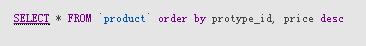 SELECT * FROM `product` order by protype_id, price desc